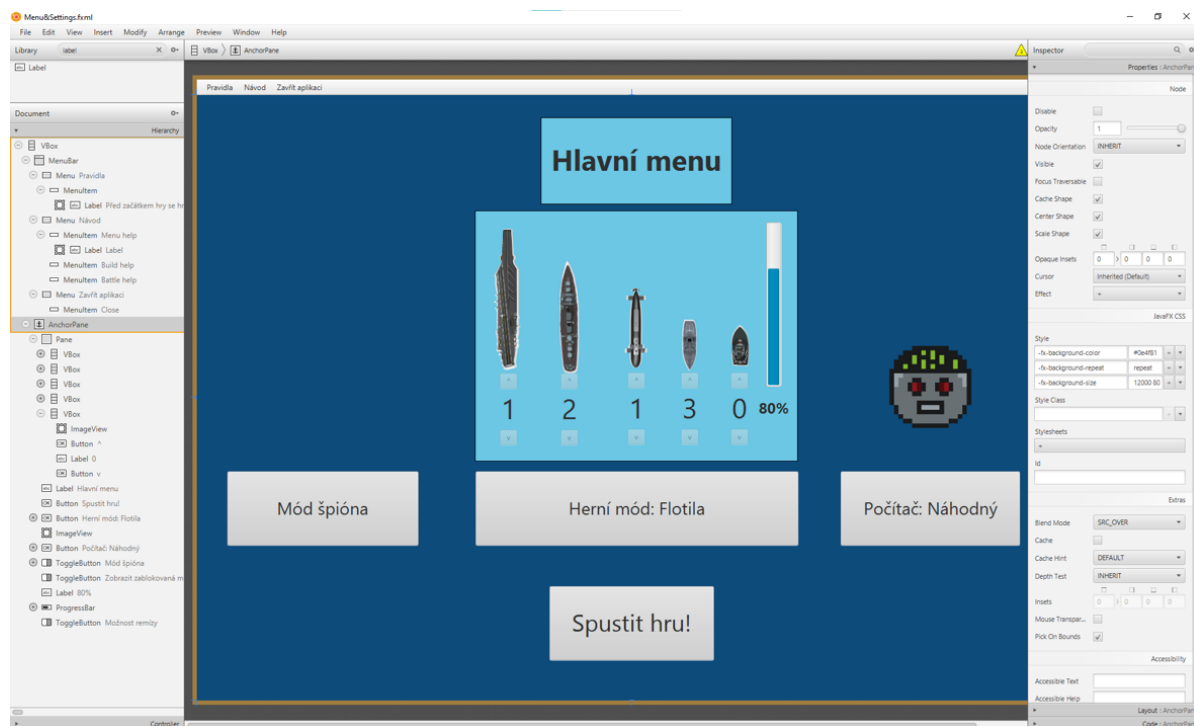 Menu&Settings.fxml
File Edit View Insert Modify Arrange Preview Window Help
Library label
VBox AnchorPane
Inspector
Label
Properties : AnchorPan
Pravidla Návod Zavřít aplikaci
Node
Document
Hierarchy
VBox
MenuBar
Menu Pravidla
MenuItem
Label Před začátkem hry se hr
Menu Návod
MenuItem Menu help
Label Label
MenuItem Build help
MenuItem Battle help
Menu Zavřít aplikaci
MenuItem Close
AnchorPane
Pane
VBox
VBox
VBox
VBox
VBox
ImageView
Button ^
Label 0
Button v
Label Hlavní menu
Button Spustit hru!
Button Herní mód: Flotila
ImageView
Button Počítač: Náhodný
ToggleButton Mód špióna
ToggleButton Zobrazit zablokovaná m
Label 80%
ProgressBar
ToggleButton Možnost remízy
Controller
Hlavní menu
^ ^ ^ ^ ^
1 2 1 3 0 80%
v v v v v
Mód špióna
Herní mód: Flotila
Počítač: Náhodný
Spustit hru!
Disable
Opacity 1
Node Orientation INHERIT
Visible
Focus Traversable
Cache Shape
Center Shape
Scale Shape
Opaque Insets 0 0 0 0
Cursor Inherited (Default)
Effect +
JavaFX CSS
Style
-fx-background-color #0e4f81
-fx-background-repeat repeat
-fx-background-size 12000 80
Style Class
Stylesheets
+
Id
Extras
Blend Mode SRC_OVER
Cache
Cache Hint DEFAULT
Depth Test INHERIT
Insets 0 0 0 0
Mouse Transpar...
Pick On Bounds
Accessibility
Accessible Text
Accessible Help
Layout : AnchorPan
Code : AnchorPan